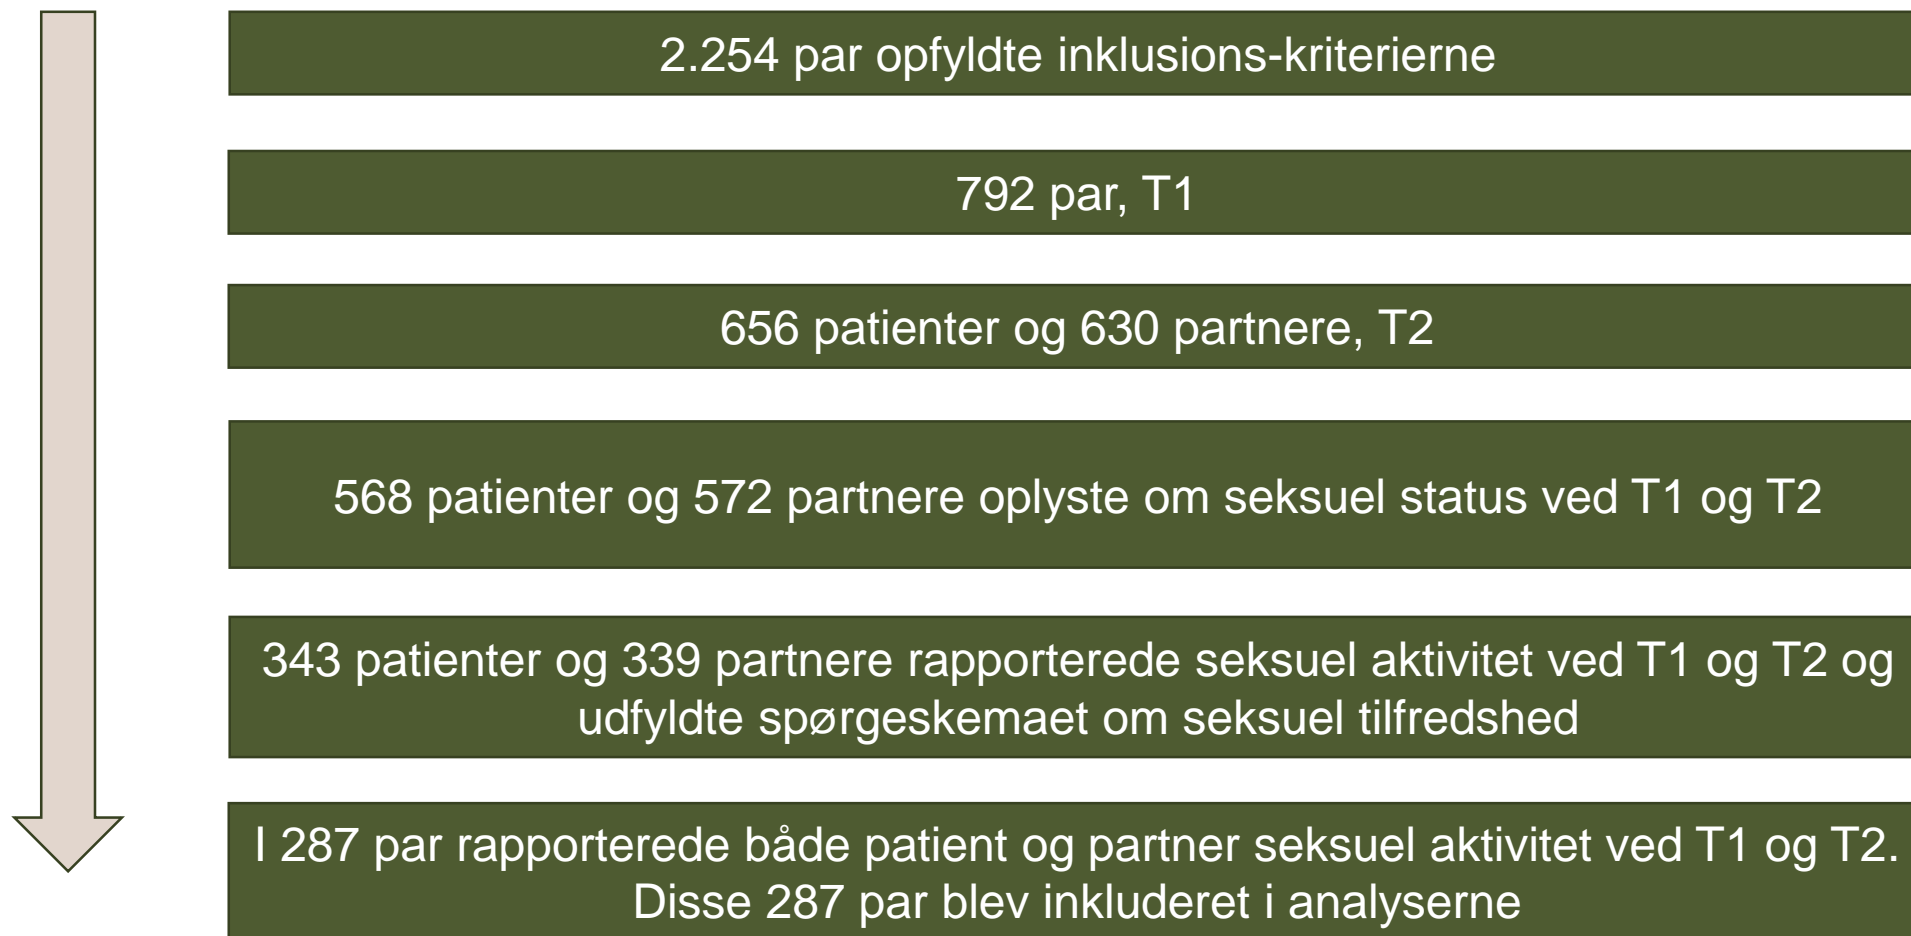 2.254 par opfyldte inklusions-kriterierne
792 par, T1
656 patienter og 630 partnere, T2
568 patienter og 572 partnere oplyste om seksuel status ved T1 og T2
343 patienter og 339 partnere rapporterede seksuel aktivitet ved T1 og T2 og
udfyldte spørgeskemaet om seksuel tilfredshed
I 287 par rapporterede både patient og partner seksuel aktivitet ved T1 og T2.
Disse 287 par blev inkluderet i analyserne